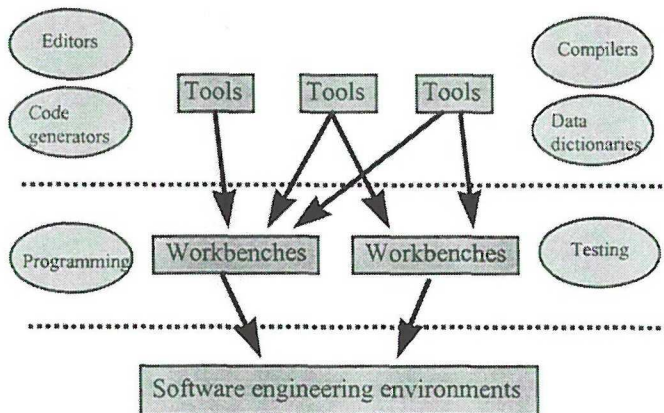 Editors
Compilers
Tools
Tools
Tools
Code
generators
Data
dictionaries
Programming
Workbenches
Workbenches
Testing
Software engineering environments